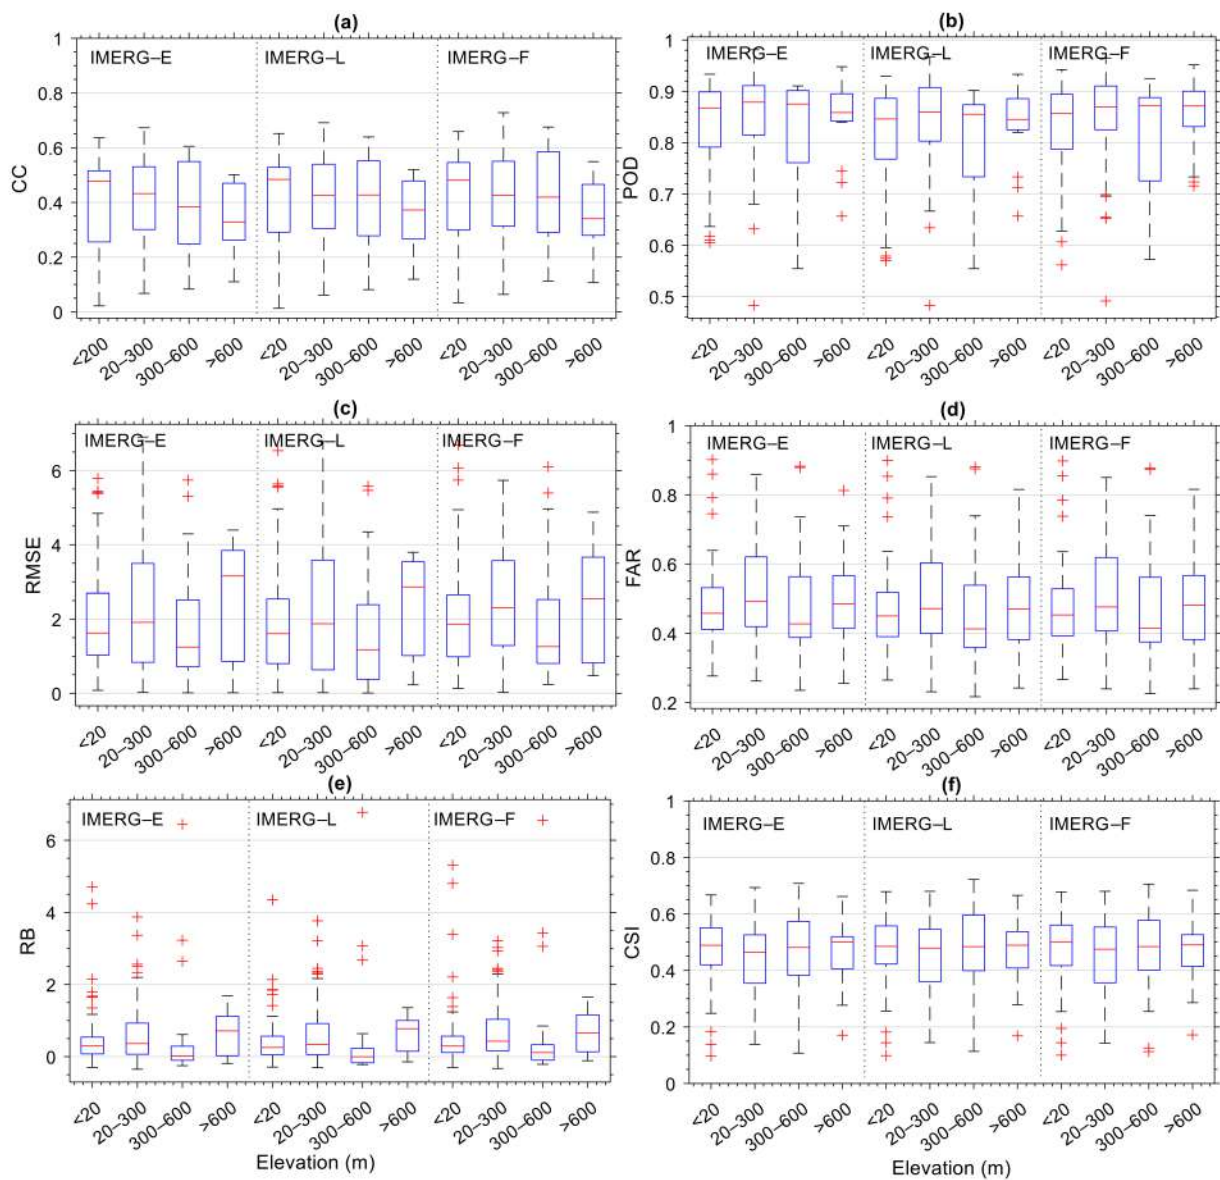 (a)
IMERG–E IMERG–L IMERG–F
1
0.8
0.6
0.4
0.2
0
CC
<200 20–300 300–600 >600 <20 20–300 300–600 >600 <20 20–300 300–600 >600
(b)
IMERG–E IMERG–L IMERG–F
1
0.9
0.8
0.7
0.6
0.5
POD
<20 20–300 300–600 >600 <20 20–300 300–600 >600 <20 20–300 300–600 >600
(c)
IMERG–E IMERG–L IMERG–F
6
4
2
0
RMSE
<20 20–300 300–600 >600 <20 20–300 300–600 >600 <20 20–300 300–600 >600
(d)
IMERG–E IMERG–L IMERG–F
1
0.8
0.6
0.4
0.2
FAR
<20 20–300 300–600 >600 <20 20–300 300–600 >600 <20 20–300 300–600 >600
(e)
IMERG–E IMERG–L IMERG–F
6
4
2
0
RB
<20 20–300 300–600 >600 <20 20–300 300–600 >600 <20 20–300 300–600 >600
Elevation (m)
(f)
IMERG–E IMERG–L IMERG–F
1
0.8
0.6
0.4
0.2
0
CSI
<20 20–300 300–600 >600 <20 20–300 300–600 >600 <20 20–300 300–600 >600
Elevation (m)